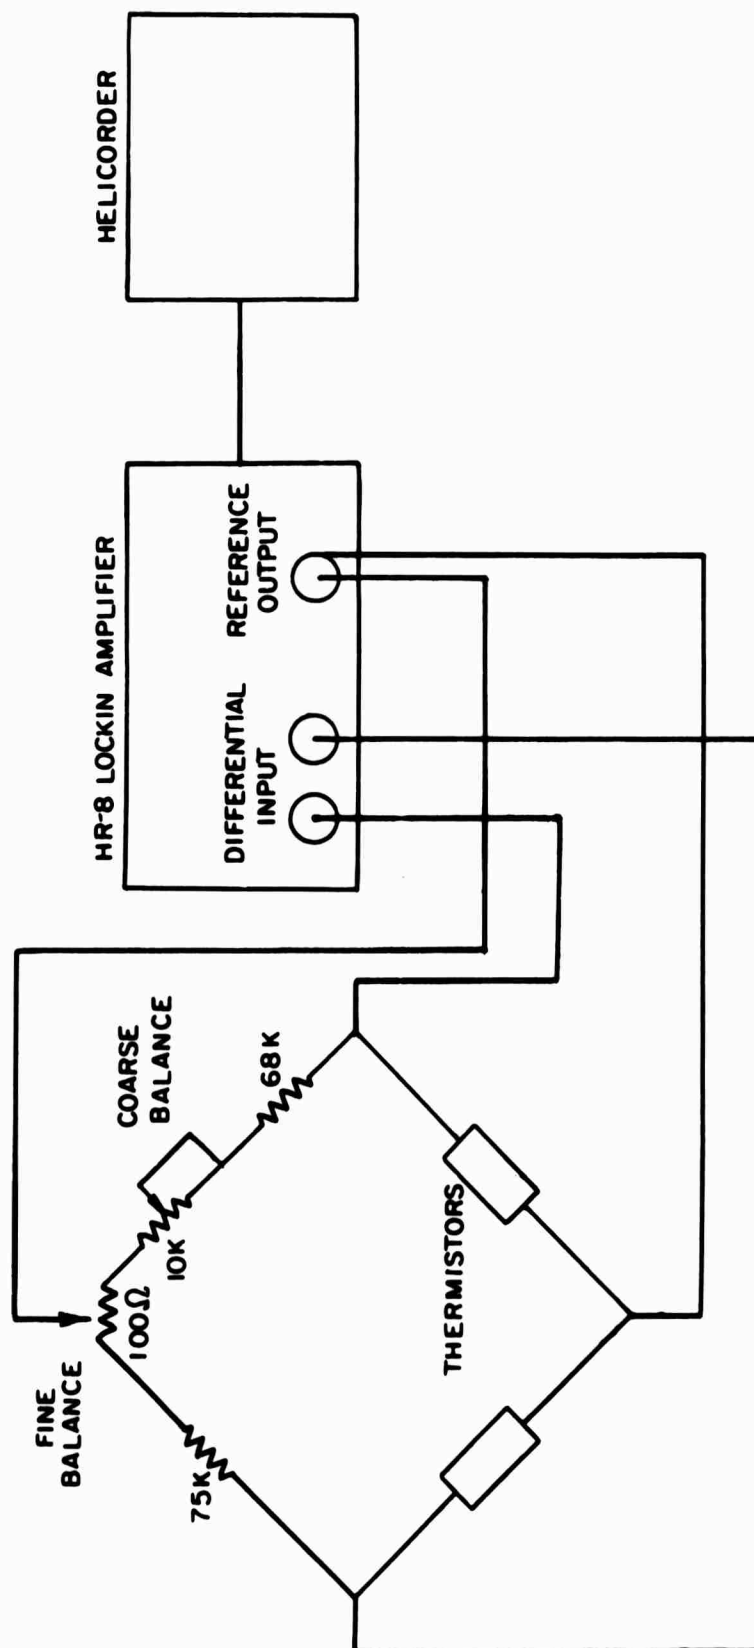 HELICORDER
HR-8 LOCKIN AMPLIFIER
REFERENCE
OUTPUT
DIFFERENTIAL
INPUT
COARSE
BALANCE
68K
10K
100Ω
FINE
BALANCE
75K
THERMISTORS